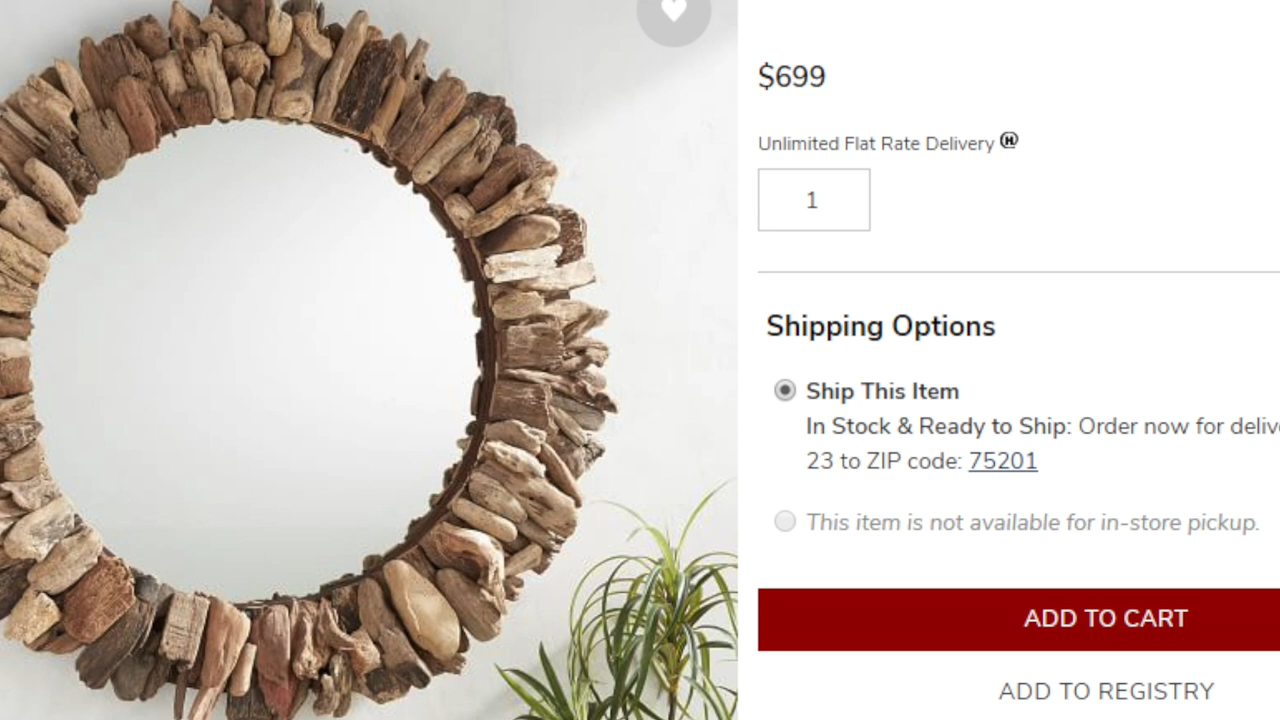 $699
Unlimited Flat Rate Delivery H
1
Shipping Options
Ship This Item
In Stock & Ready to Ship: Order now for
23 to ZIP code: 75201
This item is not available for in-store pickup.
ADD TO CART
ADD TO REGISTRY